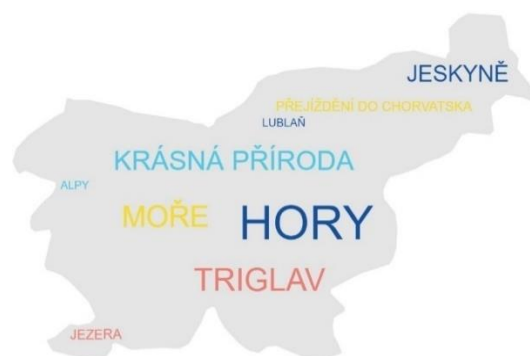 JESKYNĚ
PŘEJÍŽDĚNÍ DO CHORVATSKA
LUBLAŇ
KRÁSNÁ PŘÍRODA
ALPY
MOŘE
HORY
TRIGLAV
JEZERA